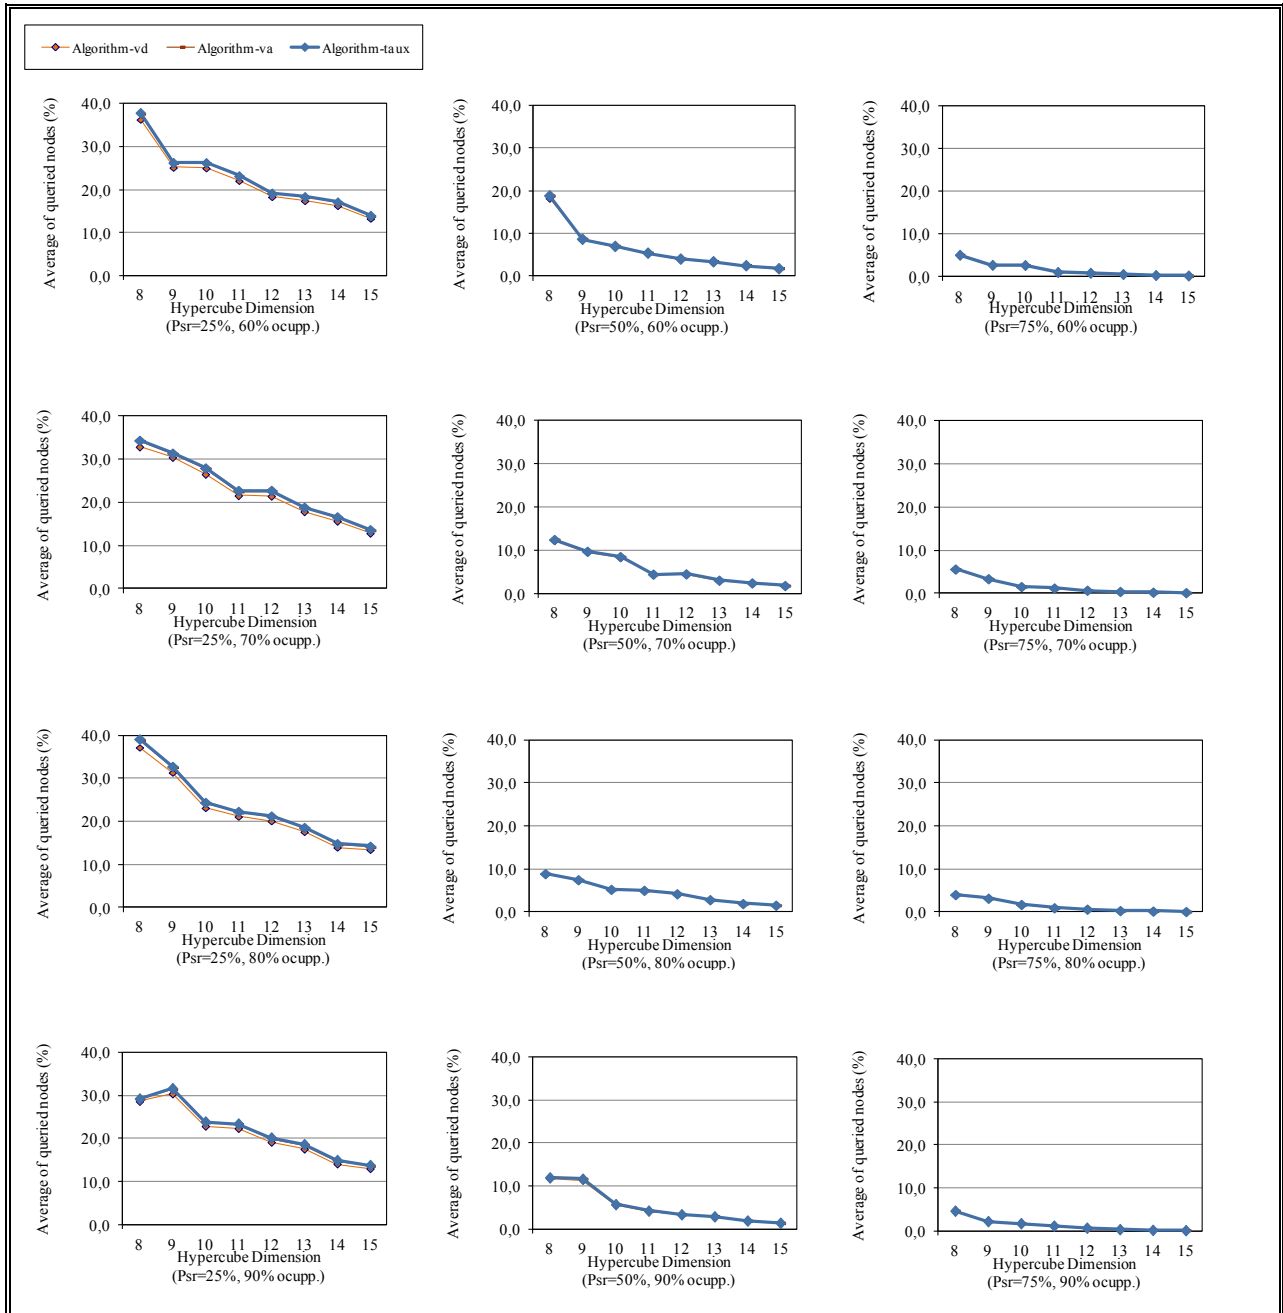 Algorithm-vd Algorithm-va Algorithm-taux
Average of queried nodes (%)
40,0
30,0
20,0
10,0
0,0
8 9 10 11 12 13 14 15
Hypercube Dimension
(Psr=25%, 60% ocupp.)
Average of queried nodes (%)
40,0
30,0
20,0
10,0
0,0
8 9 10 11 12 13 14 15
Hypercube Dimension
(Psr=50%, 60% ocupp.)
Average of queried nodes (%)
40,0
30,0
20,0
10,0
0,0
8 9 10 11 12 13 14 15
Hypercube Dimension
(Psr=75%, 60% ocupp.)
Average of queried nodes (%)
40,0
30,0
20,0
10,0
0,0
8 9 10 11 12 13 14 15
Hypercube Dimension
(Psr=25%, 70% ocupp.)
Average of queried nodes (%)
40,0
30,0
20,0
10,0
0,0
8 9 10 11 12 13 14 15
Hypercube Dimension
(Psr=50%, 70% ocupp.)
Average of queried nodes (%)
40,0
30,0
20,0
10,0
0,0
8 9 10 11 12 13 14 15
Hypercube Dimension
(Psr=75%, 70% ocupp.)
Average of queried nodes (%)
40,0
30,0
20,0
10,0
0,0
8 9 10 11 12 13 14 15
Hypercube Dimension
(Psr=25%, 80% ocupp.)
Average of queried nodes (%)
40,0
30,0
20,0
10,0
0,0
8 9 10 11 12 13 14 15
Hypercube Dimension
(Psr=50%, 80% ocupp.)
Average of queried nodes (%)
40,0
30,0
20,0
10,0
0,0
8 9 10 11 12 13 14 15
Hypercube Dimension
(Psr=75%, 80% ocupp.)
Average of queried nodes (%)
40,0
30,0
20,0
10,0
0,0
8 9 10 11 12 13 14 15
Hypercube Dimension
(Psr=25%, 90% ocupp.)
Average of queried nodes (%)
40,0
30,0
20,0
10,0
0,0
8 9 10 11 12 13 14 15
Hypercube Dimension
(Psr=50%, 90% ocupp.)
Average of queried nodes (%)
40,0
30,0
20,0
10,0
0,0
8 9 10 11 12 13 14 15
Hypercube Dimension
(Psr=75%, 90% ocupp.)